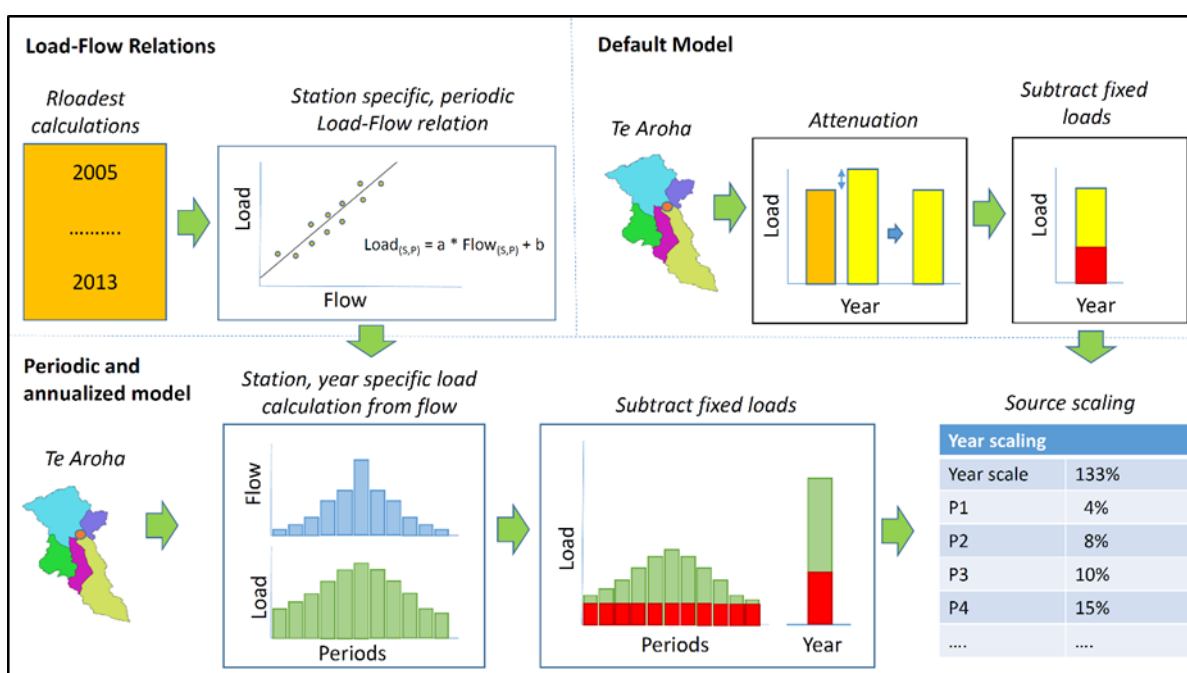 Load-Flow Relations
Rloadest
calculations
2005
……….
2013
Station specific, periodic
Load-Flow relation
Load
Load(S,P) = a * Flow(S,P) + b
Flow
Default Model
Te Aroha
Attenuation
Load
Year
Subtract fixed
loads
Load
Year
Periodic and
annualized model
Te Aroha
Station, year specific load
calculation from flow
Flow
Load
Periods
Subtract fixed loads
Load
Periods
Year
Source scaling
Year scaling
Year scale 133%
P1 4%
P2 8%
P3 10%
P4 15%
…. ….